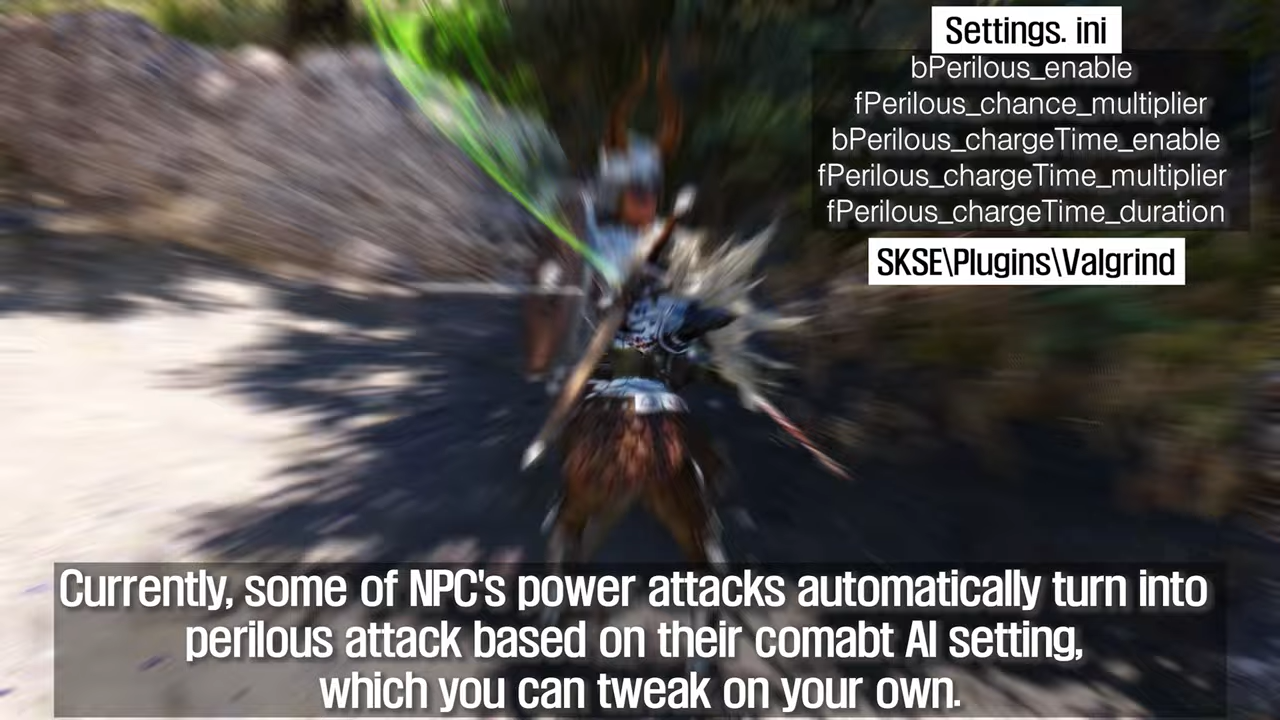 Settings. ini
bPerilous_enable
fPerilous_chance_multiplier
bPerilous_chargeTime_enable
fPerilous_chargeTime_multiplier
fPerilous_chargeTime_duration
SKSE\Plugins\Valgrind
Currently, some of NPC's power attacks automatically turn into
perilous attack based on their comabt AI setting,
which you can tweak on your own.